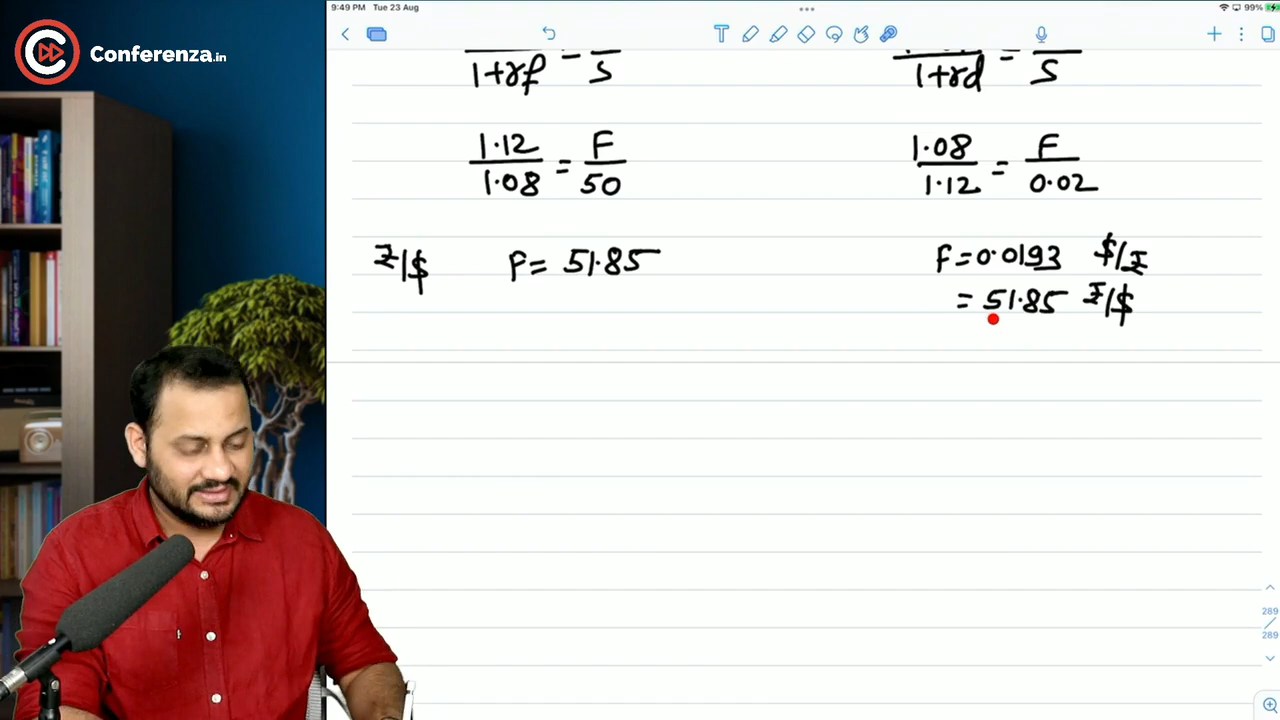 9:49 PM Tue 23 Aug
99%
Conferenza.in
1+rf = S
1+rd = S
1.12 / 1.08 = F / 50
1.08 / 1.12 = F / 0.02
₹/$ F = 51.85
F = 0.0193 $/₹
= 51.85 ₹/$
289
289